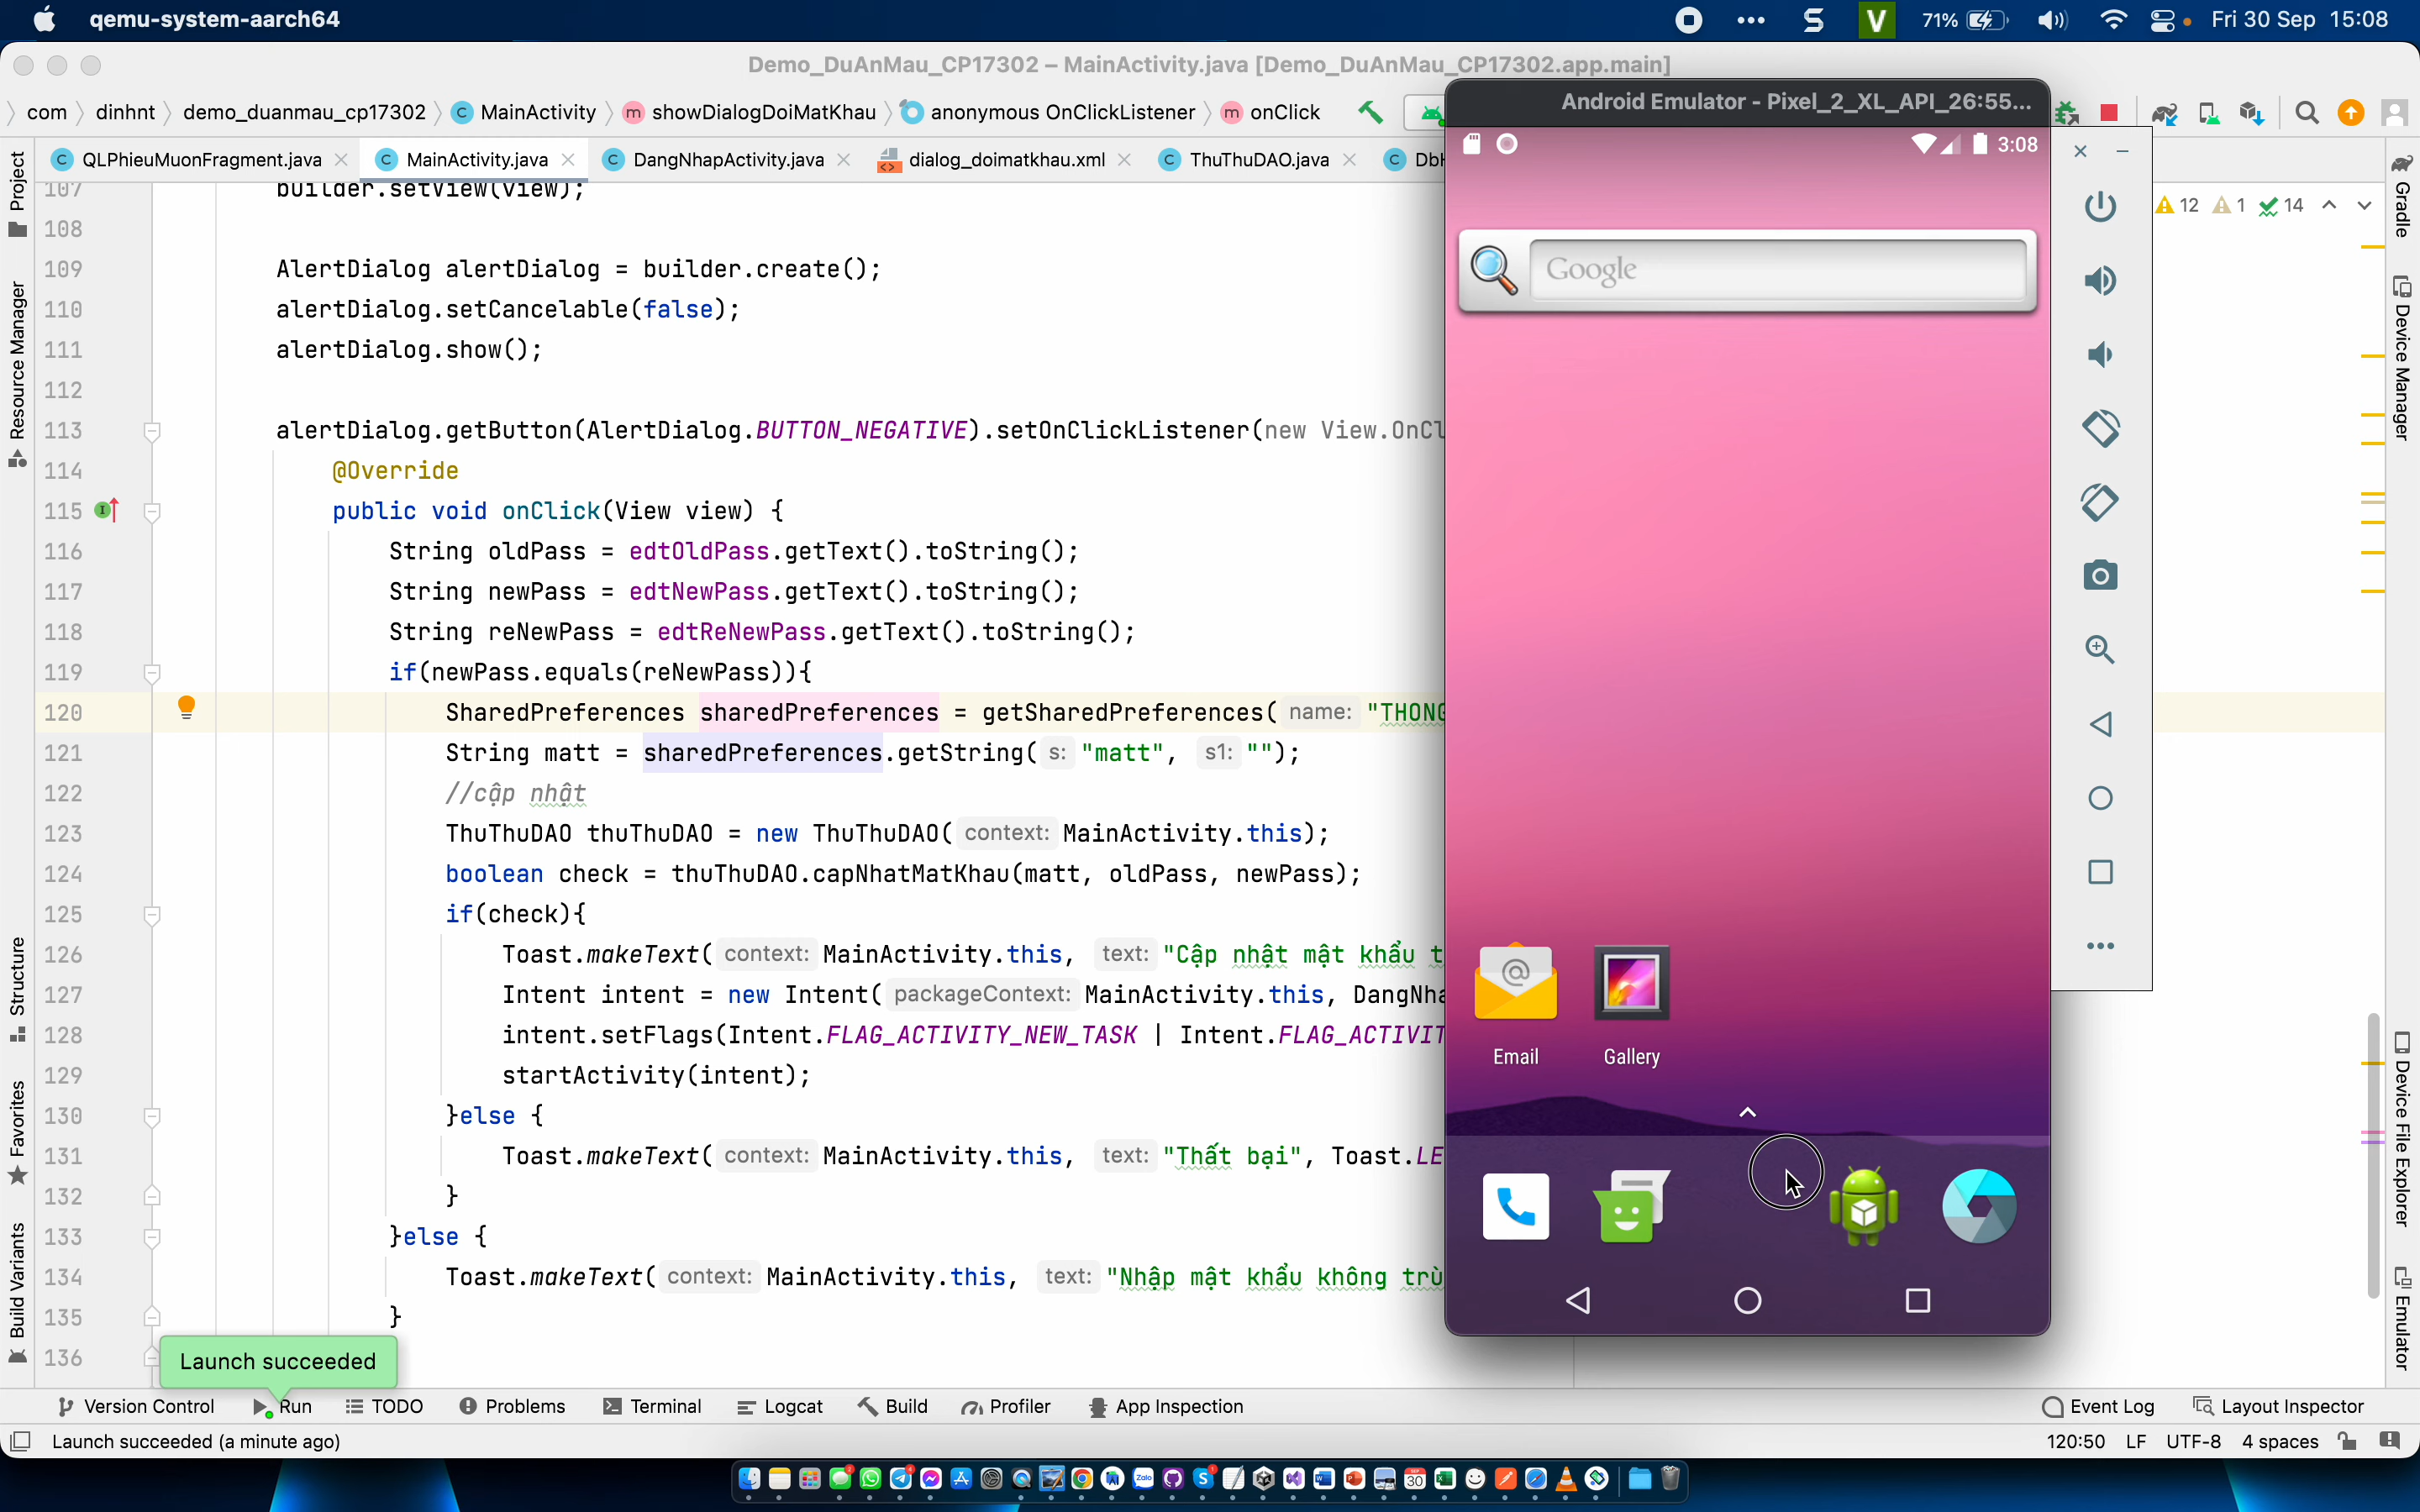 qemu-system-aarch64
71%
Fri 30 Sep 15:08
Demo_DuAnMau_CP17302 – MainActivity.java [Demo_DuAnMau_CP17302.app.main]
com
dinhnt
demo_duanmau_cp17302
MainActivity
showDialogDoiMatKhau
anonymous OnClickListener
onClick
QLPhieuMuonFragment.java
MainActivity.java
DangNhapActivity.java
dialog_doimatkhau.xml
ThuThuDAO.java
12
1
14
107 builder.setView(view);
108
109 AlertDialog alertDialog = builder.create();
110 alertDialog.setCancelable(false);
111 alertDialog.show();
112
113 alertDialog.getButton(AlertDialog.BUTTON_NEGATIVE).setOnClickListener(new View.OnCl
114 @Override
115 public void onClick(View view) {
116 String oldPass = edtOldPass.getText().toString();
117 String newPass = edtNewPass.getText().toString();
118 String reNewPass = edtReNewPass.getText().toString();
119 if(newPass.equals(reNewPass)){
120 SharedPreferences sharedPreferences = getSharedPreferences( name: "THONG
121 String matt = sharedPreferences.getString( s: "matt", s1: "");
122 //cập nhật
123 ThuThuDAO thuThuDAO = new ThuThuDAO( context: MainActivity.this);
124 boolean check = thuThuDAO.capNhatMatKhau(matt, oldPass, newPass);
125 if(check){
126 Toast.makeText( context: MainActivity.this, text: "Cập nhật mật khẩu t
127 Intent intent = new Intent( packageContext: MainActivity.this, DangNha
128 intent.setFlags(Intent.FLAG_ACTIVITY_NEW_TASK | Intent.FLAG_ACTIVIT
129 startActivity(intent);
130 }else {
131 Toast.makeText( context: MainActivity.this, text: "Thất bại", Toast.LE
132 }
133 }else {
134 Toast.makeText( context: MainActivity.this, text: "Nhập mật khẩu không trù
135 }
136
Project
Resource Manager
Structure
Favorites
Build Variants
Android Emulator - Pixel_2_XL_API_26:55...
3:08
Google
Email
Gallery
Gradle
Device Manager
Device File Explorer
Emulator
Launch succeeded
Version Control
Run
TODO
Problems
Terminal
Logcat
Build
Profiler
App Inspection
Event Log
Layout Inspector
Launch succeeded (a minute ago)
120:50
LF
UTF-8
4 spaces